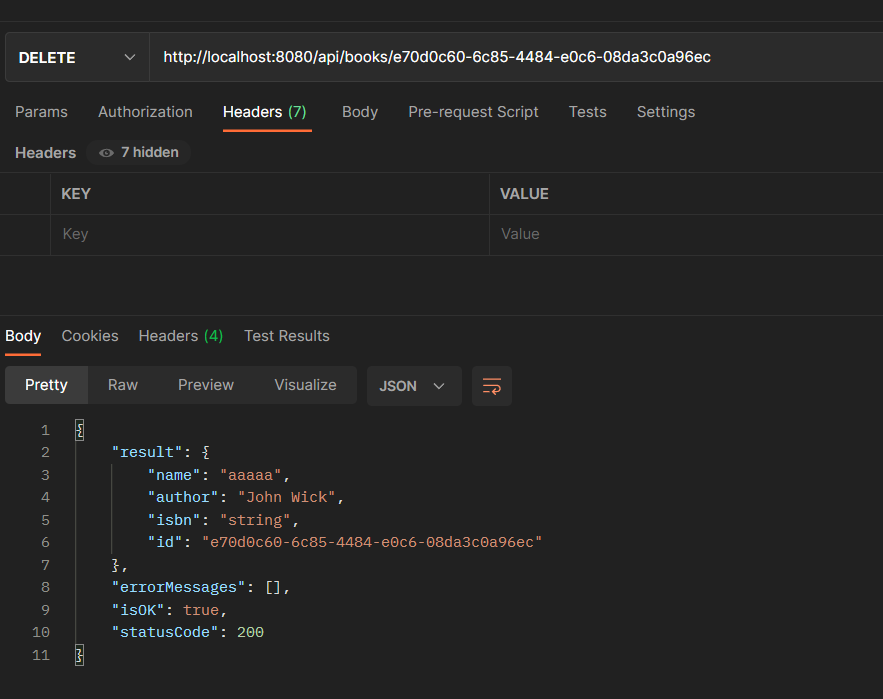 DELETE http://localhost:8080/api/books/e70d0c60-6c85-4484-e0c6-08da3c0a96ec
Params Authorization Headers (7) Body Pre-request Script Tests Settings
Headers 7 hidden
KEY VALUE
Key Value
Body Cookies Headers (4) Test Results
Pretty Raw Preview Visualize JSON
1 {
2 "result": {
3 "name": "aaaaa",
4 "author": "John Wick",
5 "isbn": "string",
6 "id": "e70d0c60-6c85-4484-e0c6-08da3c0a96ec"
7 },
8 "errorMessages": [],
9 "isOK": true,
10 "statusCode": 200
11 }